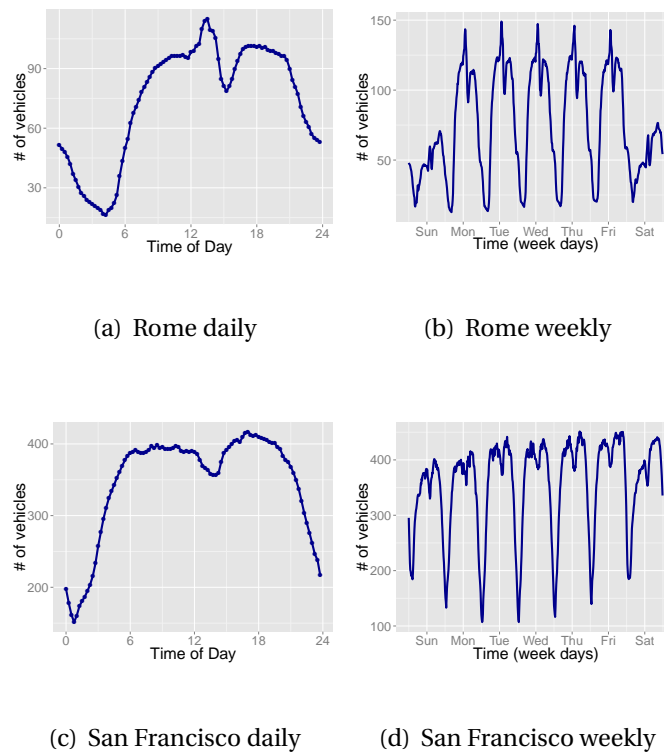 # of vehicles
90
60
30
0 6 12 18 24
Time of Day
(a) Rome daily
# of vehicles
150
100
50
Sun Mon Tue Wed Thu Fri Sat
Time (week days)
(b) Rome weekly
# of vehicles
400
300
200
0 6 12 18 24
Time of Day
(c) San Francisco daily
# of vehicles
400
300
200
100
Sun Mon Tue Wed Thu Fri Sat
Time (week days)
(d) San Francisco weekly